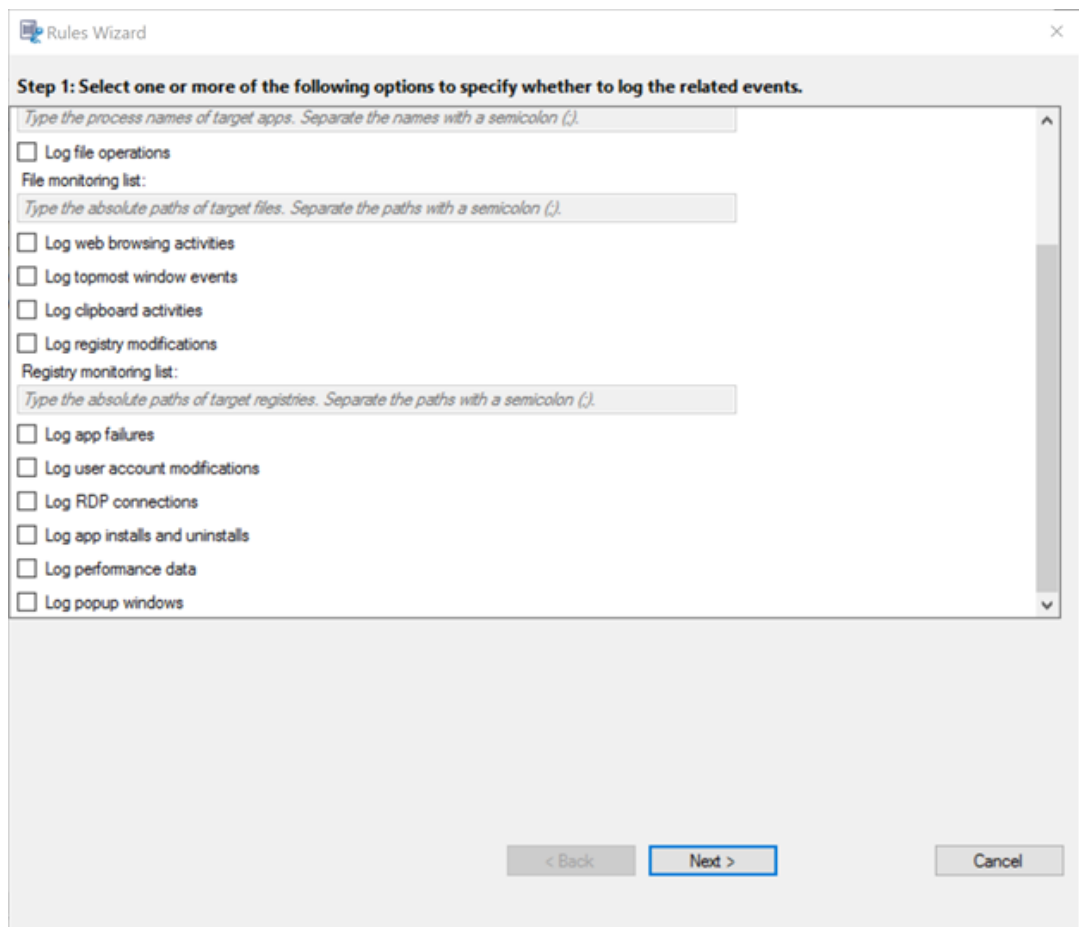 Rules Wizard
Step 1: Select one or more of the following options to specify whether to log the related events.
Type the process names of target apps. Separate the names with a semicolon (;).
Log file operations
File monitoring list:
Type the absolute paths of target files. Separate the paths with a semicolon (;).
Log web browsing activities
Log topmost window events
Log clipboard activities
Log registry modifications
Registry monitoring list:
Type the absolute paths of target registries. Separate the paths with a semicolon (;).
Log app failures
Log user account modifications
Log RDP connections
Log app installs and uninstalls
Log performance data
Log popup windows
< Back Next > Cancel